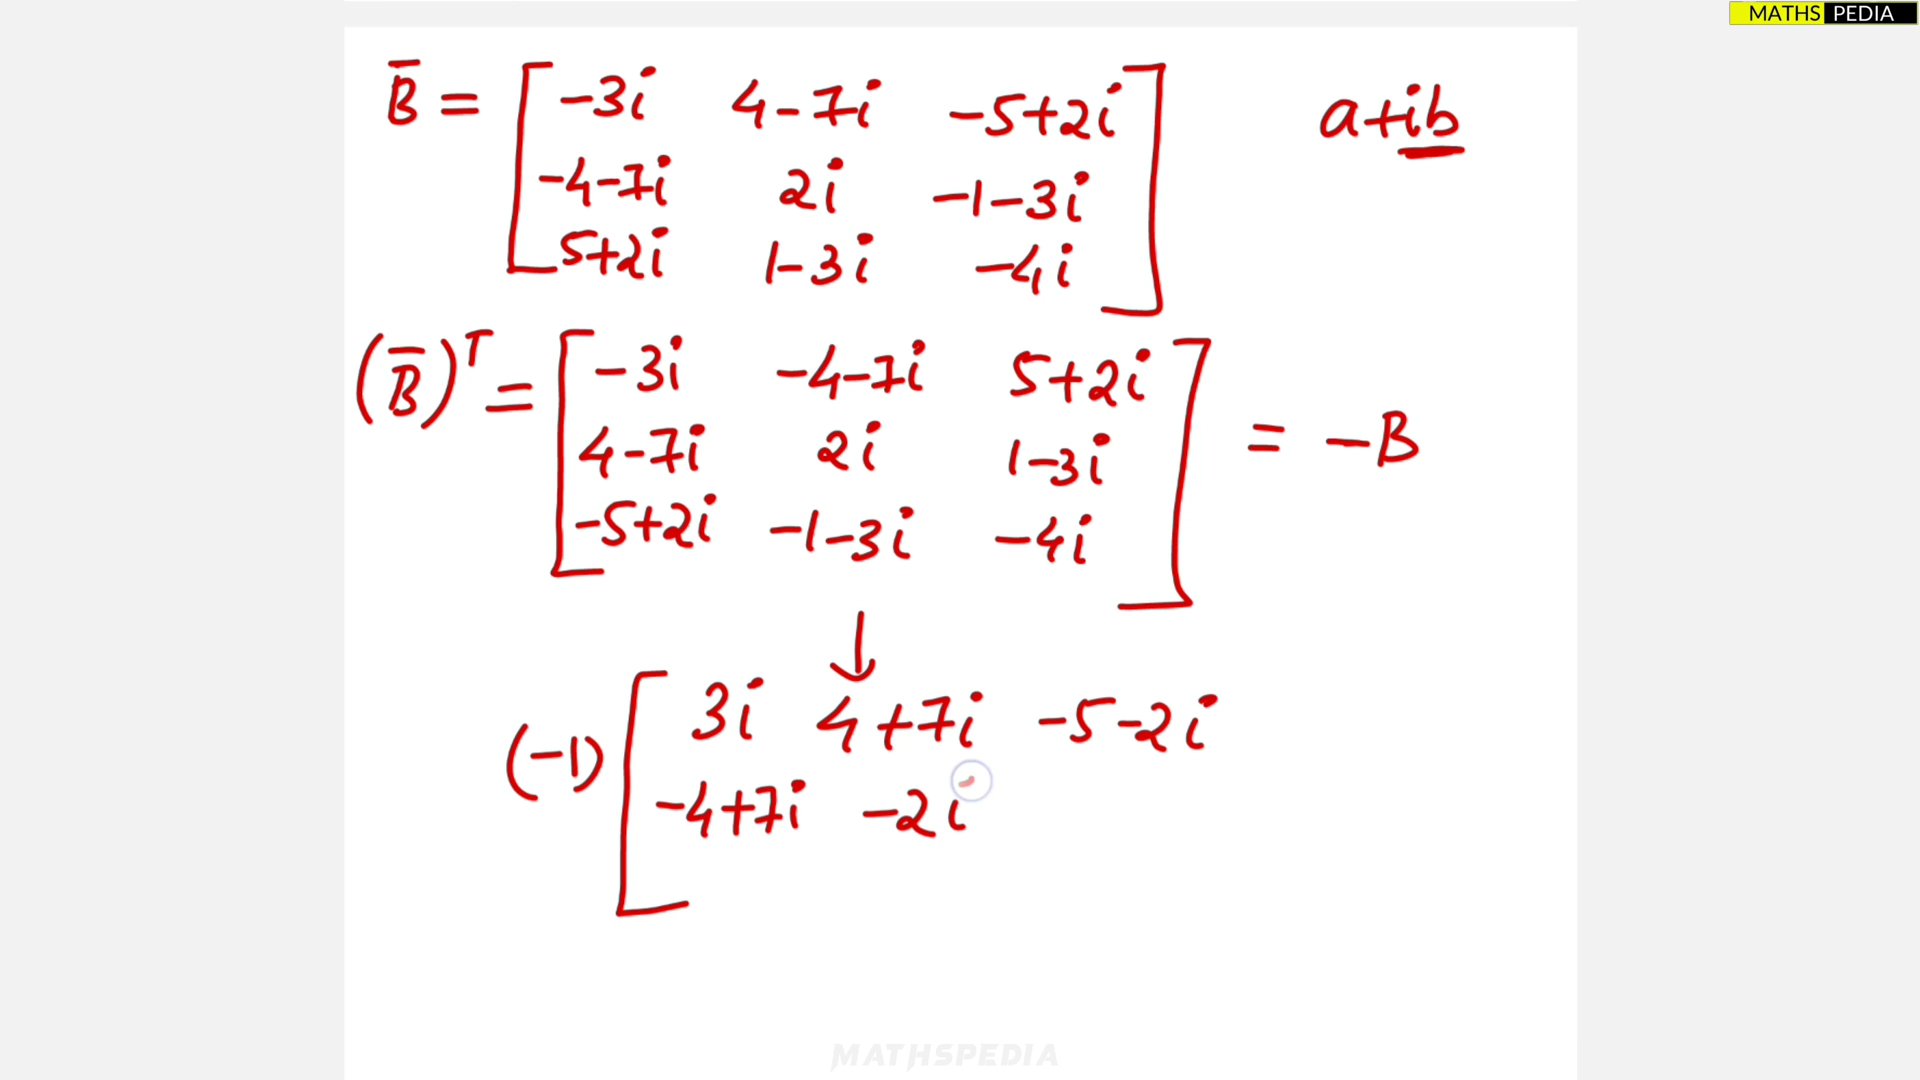 MATHS PEDIA
B̅ = [ -3i 4-7i -5+2i ] a+ib
-4-7i 2i -1-3i
5+2i 1-3i -4i
(B̅)ᵀ = [ -3i -4-7i 5+2i ]
4-7i 2i 1-3i = -B
-5+2i -1-3i -4i
↓
(-1) [ 3i 4+7i -5-2i
-4+7i -2i
MATHSPEDIA